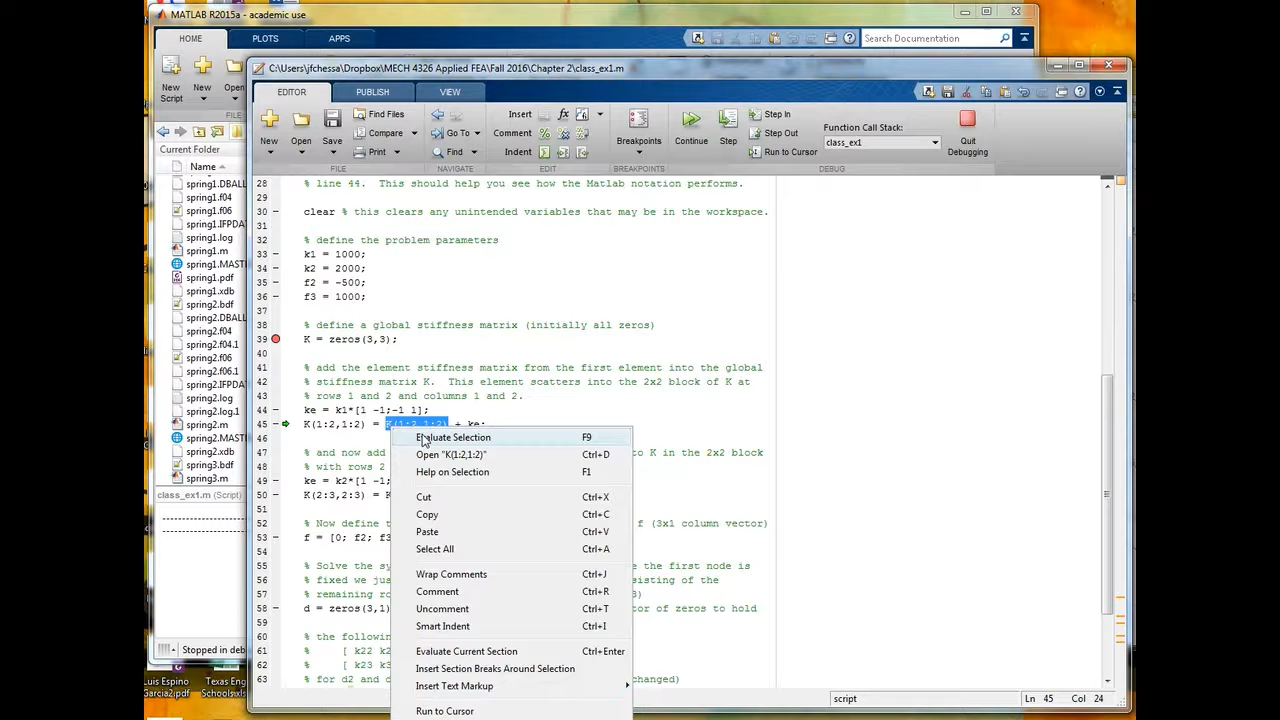 MATLAB R2015a - academic use
HOME
PLOTS
APPS
Search Documentation
New Script
New
Open
FILE
Current Folder
Name
spring1.DBALL
spring1.f04
spring1.f06
spring1.IFPDA
spring1.log
spring1.m
spring1.MAST
spring1.pdf
spring1.xdb
spring2.bdf
spring2.DBALL
spring2.f04
spring2.f04.1
spring2.f06
spring2.f06.1
spring2.IFPDA
spring2.log
spring2.log.1
spring2.m
spring2.MAST
spring2.xdb
spring3.bdf
spring3.m
class_ex1.m (Script)
Stopped in deb
Luis Espino Garcia2.pdf
Texas Eng Schools.xls
C:\Users\jfchessa\Dropbox\MECH 4326 Applied FEA\Fall 2016\Chapter 2\class_ex1.m
EDITOR
PUBLISH
VIEW
New
Open
Save
Find Files
Compare
Print
FILE
Go To
Find
NAVIGATE
Insert
Comment
Indent
EDIT
Breakpoints
BREAKPOINTS
Continue
Step
Step In
Step Out
Run to Cursor
Function Call Stack:
class_ex1
Quit Debugging
DEBUG
28 % line 44. This should help you see how the Matlab notation performs.
29
30 – clear % this clears any unintended variables that may be in the workspace.
31
32 % define the problem parameters
33 – k1 = 1000;
34 – k2 = 2000;
35 – f2 = -500;
36 – f3 = 1000;
37
38 % define a global stiffness matrix (initially all zeros)
39 K = zeros(3,3);
40
41 % add the element stiffness matrix from the first element into the global
42 % stiffness matrix K. This element scatters into the 2x2 block of K at
43 % rows 1 and 2 and columns 1 and 2.
44 – ke = k1*[1 -1;-1 1];
45 – K(1:2,1:2) = K(1:2,1:2) + ke;
46
47 % and now add to K in the 2x2 block
48 % with rows 2
49 – ke = k2*[1 -1;
50 – K(2:3,2:3) = K
51
52 % Now define t f (3x1 column vector)
53 – f = [0; f2; f3
54
55 % Solve the sy e the first node is
56 % fixed we jus sisting of the
57 % remaining ro 3)
58 – d = zeros(3,1) tor of zeros to hold
59
60 % the followin
61 % [ k22 k2
62 % [ k23 k3
63 % for d2 and d changed)
Evaluate Selection F9
Open "K(1:2,1:2)" Ctrl+D
Help on Selection F1
Cut Ctrl+X
Copy Ctrl+C
Paste Ctrl+V
Select All Ctrl+A
Wrap Comments Ctrl+J
Comment Ctrl+R
Uncomment Ctrl+T
Smart Indent Ctrl+I
Evaluate Current Section Ctrl+Enter
Insert Section Breaks Around Selection
Insert Text Markup
Run to Cursor
script
Ln 45 Col 24